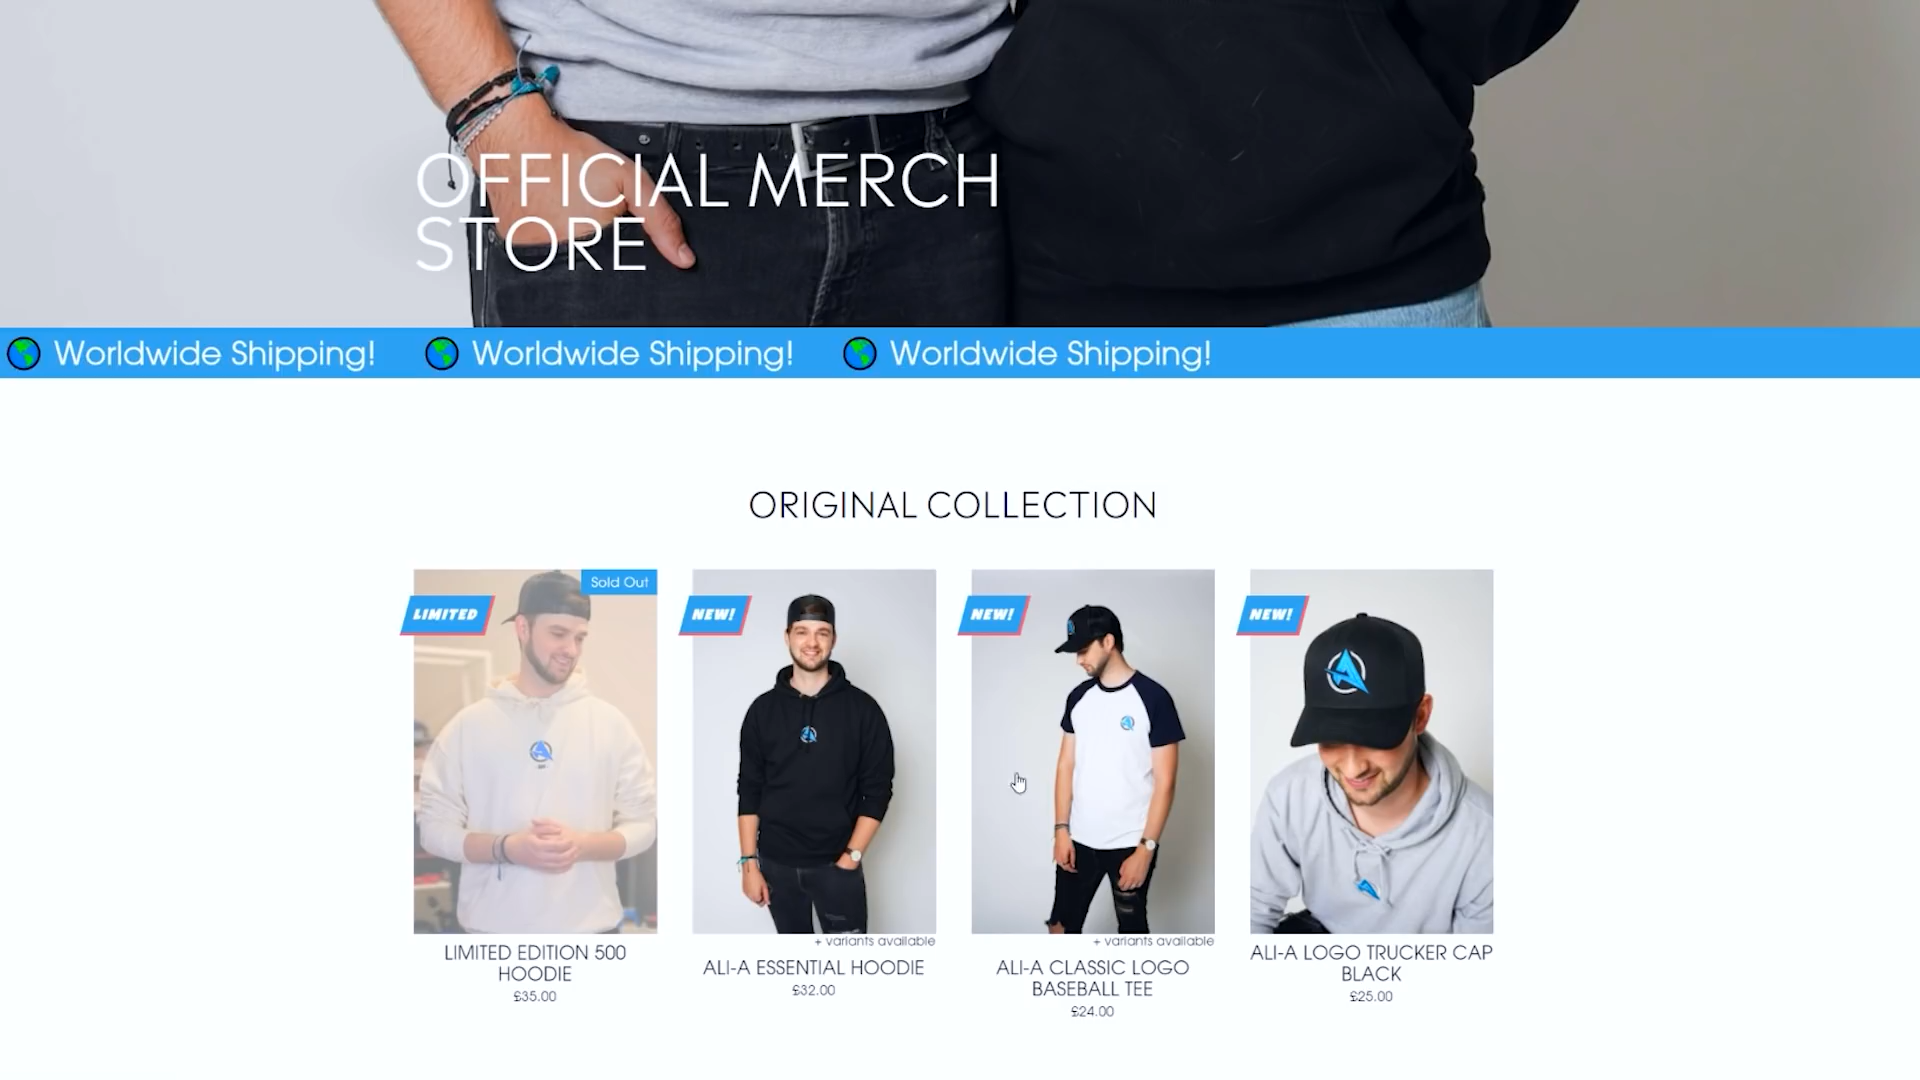 OFFICIAL MERCH
STORE
Worldwide Shipping! Worldwide Shipping! Worldwide Shipping!
ORIGINAL COLLECTION
LIMITED
Sold Out
NEW!
NEW!
NEW!
LIMITED EDITION 500
HOODIE
£35.00
+ variants available
ALI-A ESSENTIAL HOODIE
£32.00
+ variants available
ALI-A CLASSIC LOGO
BASEBALL TEE
£24.00
ALI-A LOGO TRUCKER CAP
BLACK
£25.00